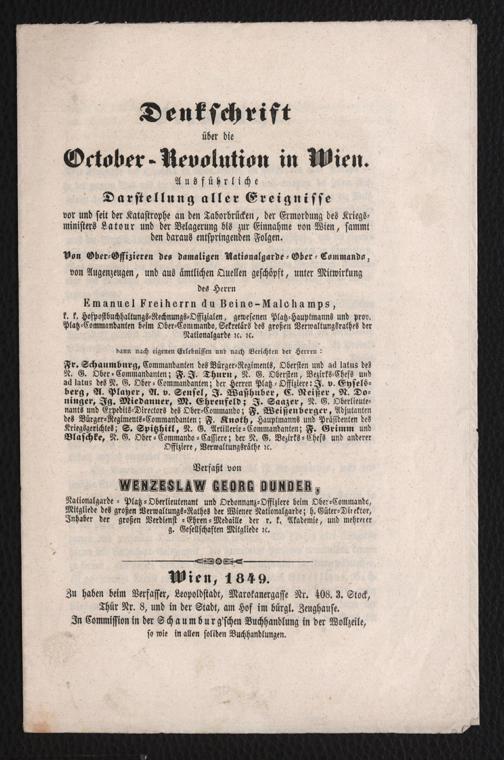 Denkschrift
über die
October-Revolution in Wien.
Ausführliche
Darstellung aller Ereignisse
vor und seit der Katastrophe an den Taborbrücken, der Ermordung des Kriegs-
ministers Latour und der Belagerung bis zur Einnahme von Wien, sammt
den daraus entspringenden Folgen.
Von Ober-Offizieren des damaligen Nationalgarde-Ober-Commando,
von Augenzeugen, und aus ämtlichen Quellen geschöpft, unter Mitwirkung
des Herrn
Emanuel Freiherrn du Beine-Malchamps,
k. k. Hofpostbuchhaltungs-Rechnungs-Offizialen, gewesenen Platz-Hauptmanns und prov.
Platz-Commandanten beim Ober-Commando, Sekretärs des großen Verwaltungsrathes der
Nationalgarde ꝛc. ꝛc.
dann nach eigenen Erlebnissen und nach Berichten der Herren:
Fr. Schaumburg, Commandanten des Bürger-Regiments, Obersten und ad latus des
N. G. Ober-Commandanten; F. J. Thurn, N. G. Obersten, Bezirks-Chefs und
ad latus des N. G. Ober-Commandanten; der Herren Platz-Offiziere: J. v. Eysels-
berg, A. Player, A. v. Sensel, J. Waßhuber, C. Reißer, N. Do-
ninger, Ig. Miedanner, M. Ehrenfeld; J. Saazer, N. G. Oberlieute-
nants und Expedits-Directors des Ober-Commando; F. Weißenberger, Adjutanten
des Bürger-Regiments-Commandanten; F. Knoth, Hauptmanns und Präsidenten des
Kriegsgerichtes; S. Spitzhitl, N. G. Artillerie-Commandanten; F. Grimm und
Blaschke, N. G. Ober-Commando-Cassiere; der N. G. Bezirks-Chefs und anderer
Offiziere, Verwaltungsräthe ꝛc.
Verfaßt von
WENZESLAW GEORG DUNDER,
Nationalgarde-Platz-Oberlieutenant und Ordonnanz-Offiziere beim Ober-Commando,
Mitgliede des großen Verwaltungs-Rathes der Wiener Nationalgarde; h. Güter-Direktor,
Inhaber der großen Verdienst-Ehren-Medaille der r. k. Akademie, und mehrerer
g. Gesellschaften Mitgliede ꝛc.
Wien, 1849.
Zu haben beim Verfasser, Leopoldstadt, Marokanergasse Nr. 408. 3. Stock,
Thür Nr. 8, und in der Stadt, am Hof im bürgl. Zeughause.
In Commission in der Schaumburg'schen Buchhandlung in der Wollzeile,
so wie in allen soliden Buchhandlungen.